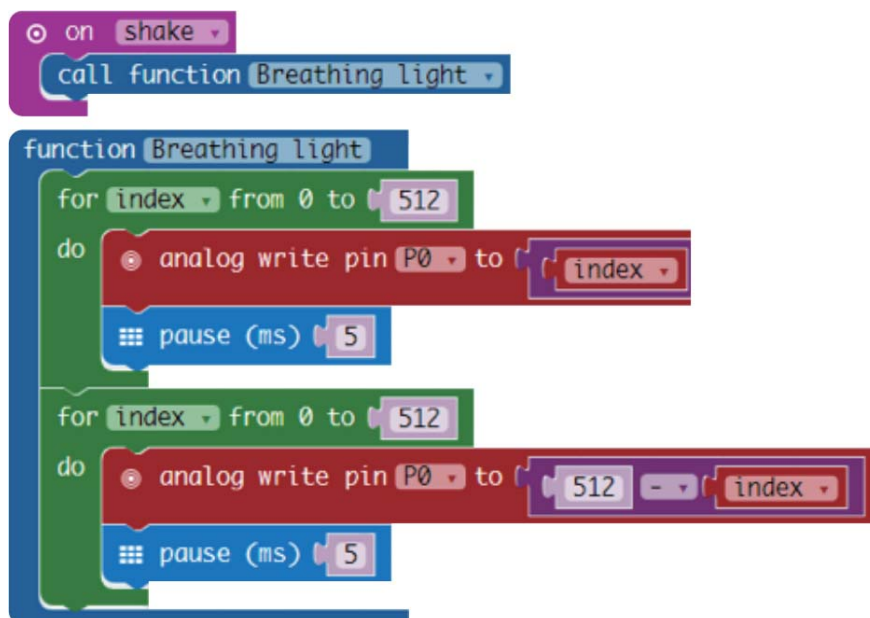 on shake
call function Breathing light
function Breathing light
for index from 0 to 512
do analog write pin P0 to index
pause (ms) 5
for index from 0 to 512
do analog write pin P0 to 512 - index
pause (ms) 5